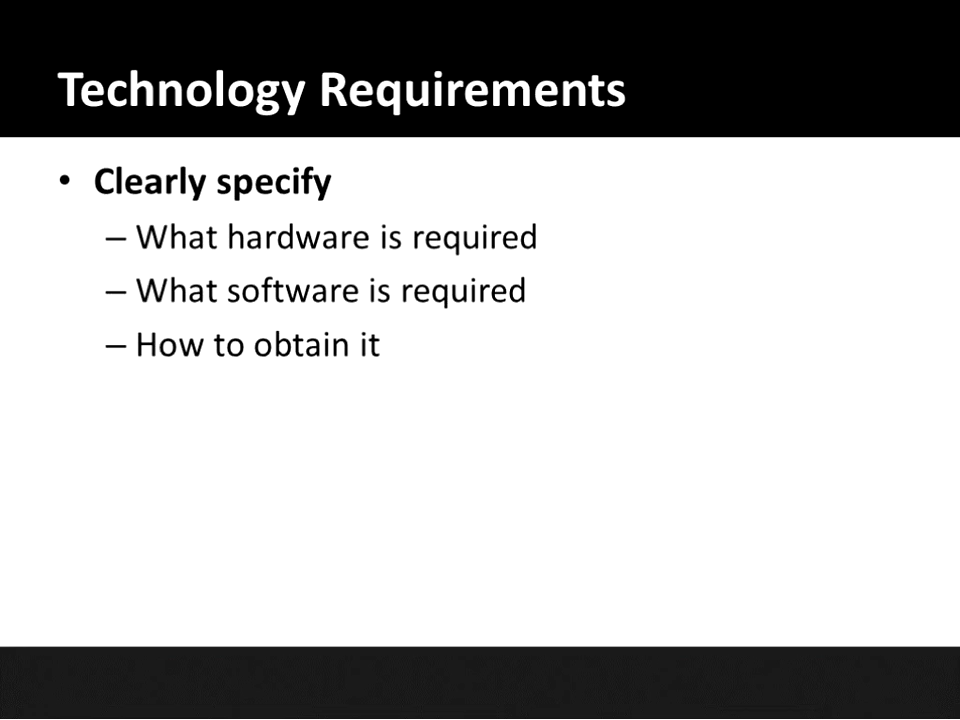 Technology Requirements
• Clearly specify
– What hardware is required
– What software is required
– How to obtain it